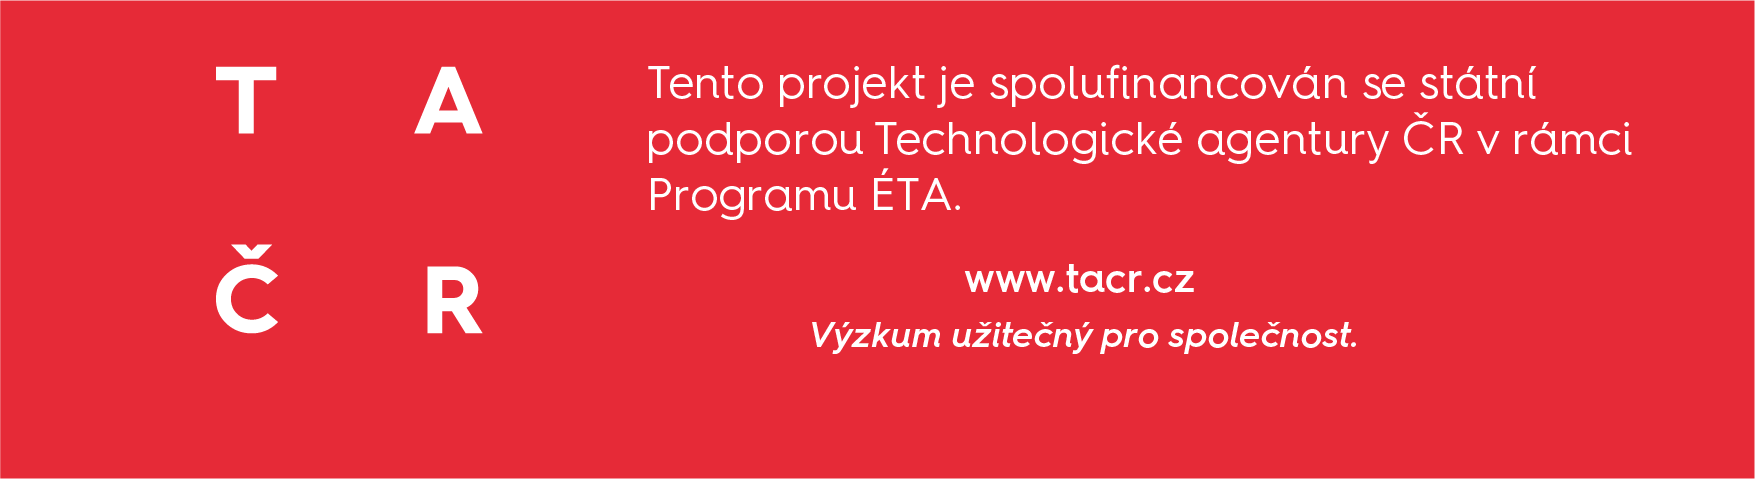 T A
Č R
Tento projekt je spolufinancován se státní
podporou Technologické agentury ČR v rámci
Programu ÉTA.
www.tacr.cz
Výzkum užitečný pro společnost.